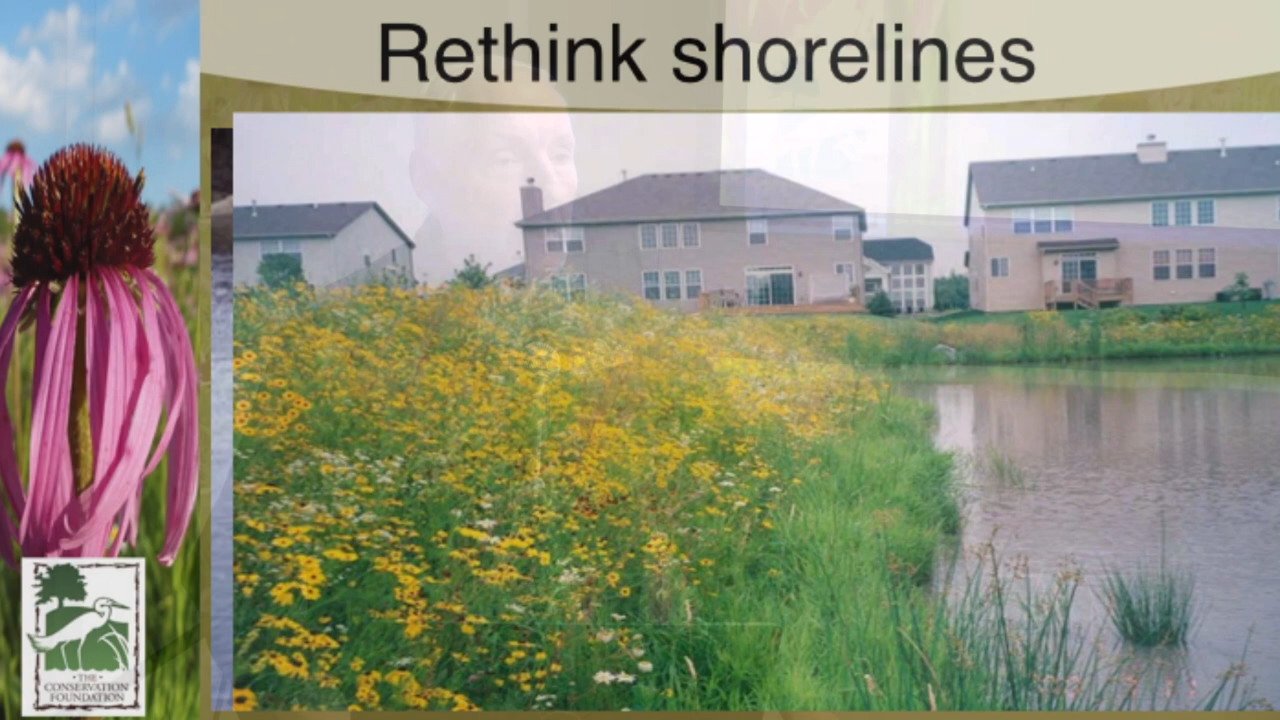 Rethink shorelines
• THE •
CONSERVATION
FOUNDATION